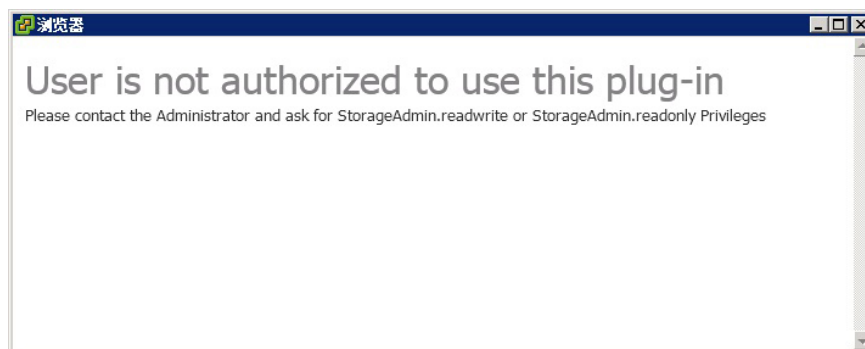 浏览器
User is not authorized to use this plug-in
Please contact the Administrator and ask for StorageAdmin.readwrite or StorageAdmin.readonly Privileges